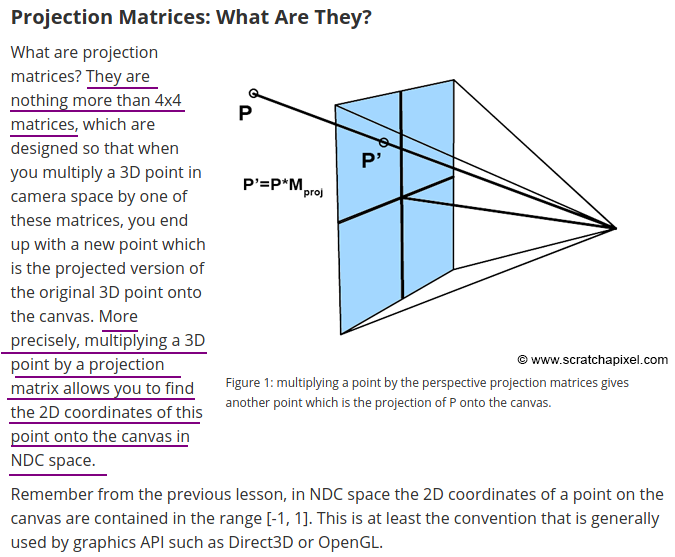 Projection Matrices: What Are They?
What are projection
matrices? They are
nothing more than 4x4
matrices, which are
designed so that when
you multiply a 3D point in
camera space by one of
these matrices, you end
up with a new point which
is the projected version of
the original 3D point onto
the canvas. More
precisely, multiplying a 3D
point by a projection
matrix allows you to find
the 2D coordinates of this
point onto the canvas in
NDC space.
P
P'
P'=P*Mproj
© www.scratchapixel.com
Figure 1: multiplying a point by the perspective projection matrices gives
another point which is the projection of P onto the canvas.
Remember from the previous lesson, in NDC space the 2D coordinates of a point on the
canvas are contained in the range [-1, 1]. This is at least the convention that is generally
used by graphics API such as Direct3D or OpenGL.